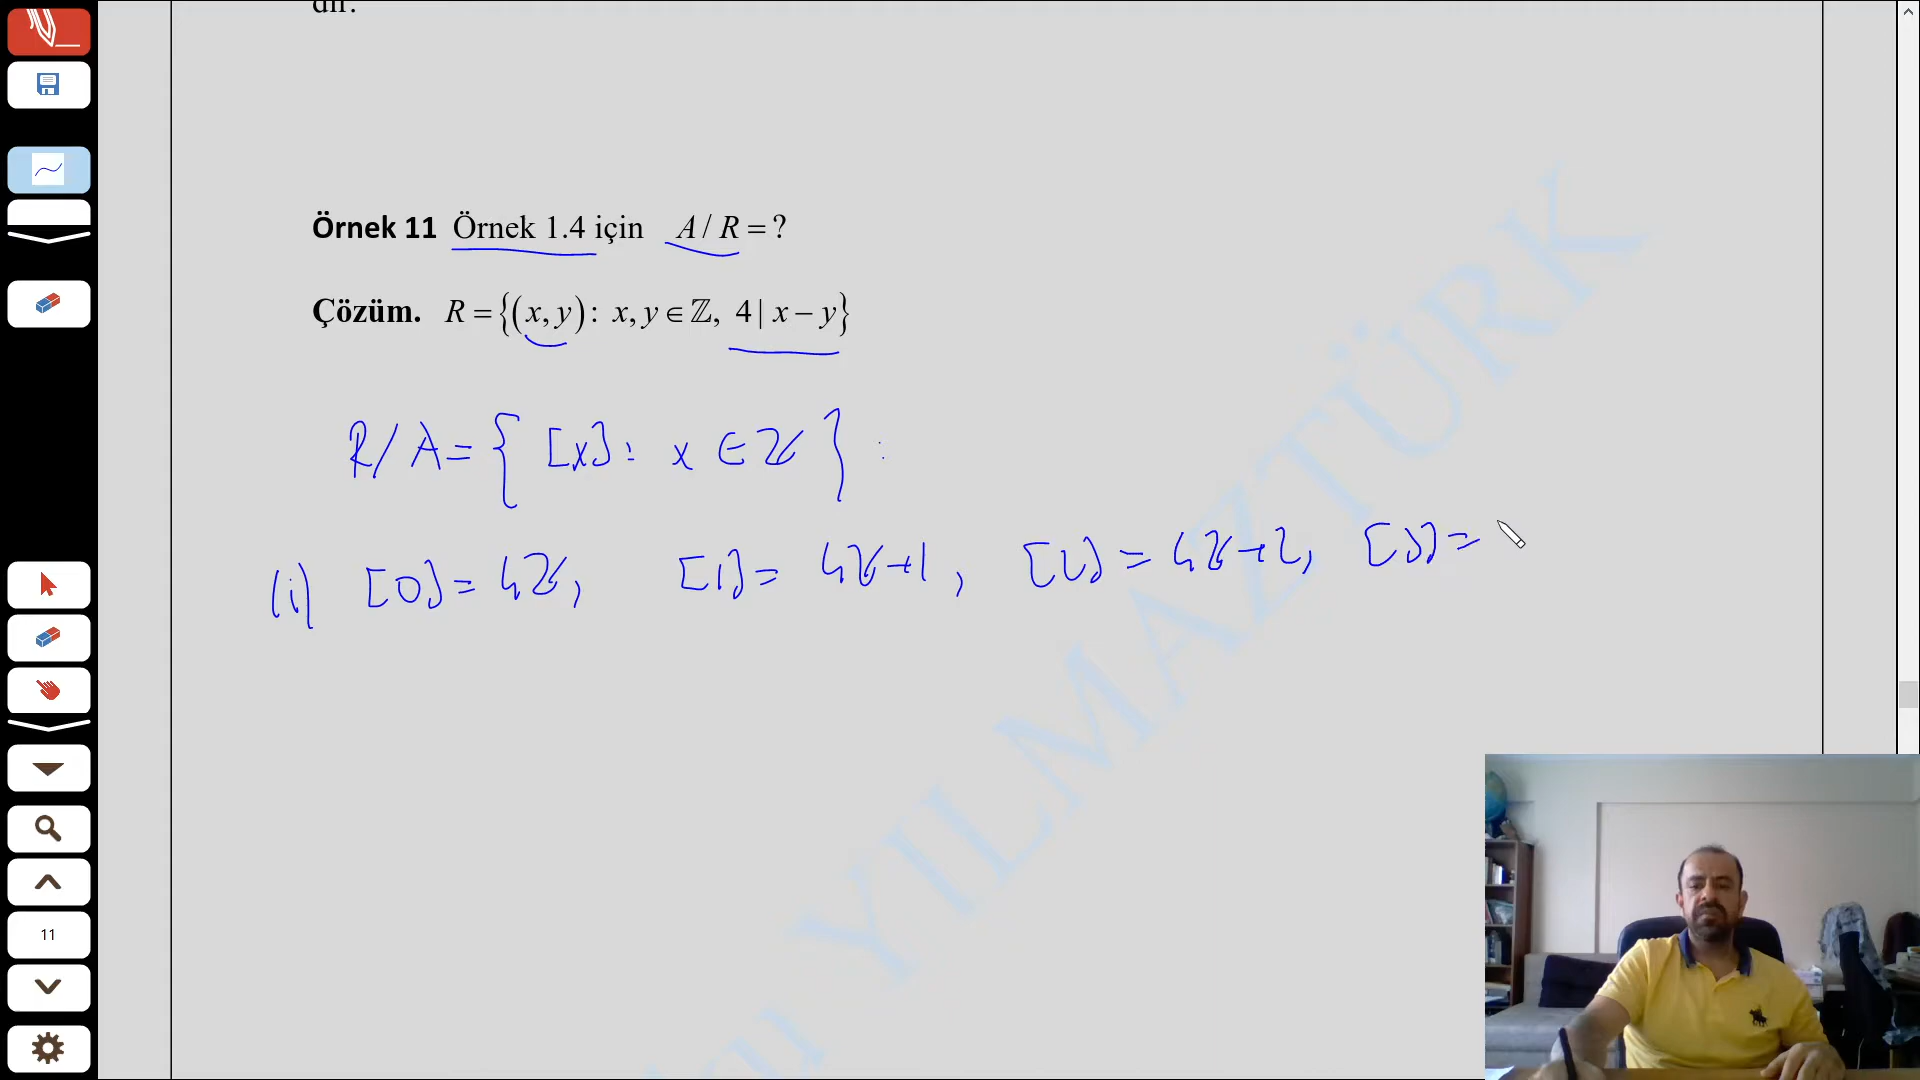 dir.
Örnek 11 Örnek 1.4 için A / R = ?
Çözüm. R = {(x, y) : x, y ∈ ℤ, 4 | x − y}
R/A = { [x] : x ∈ ℤ } :
(i) [0] = 4ℤ, [1] = 4ℤ+1, [2] = 4ℤ+2, [3] =
YILMAZTÜRK
11